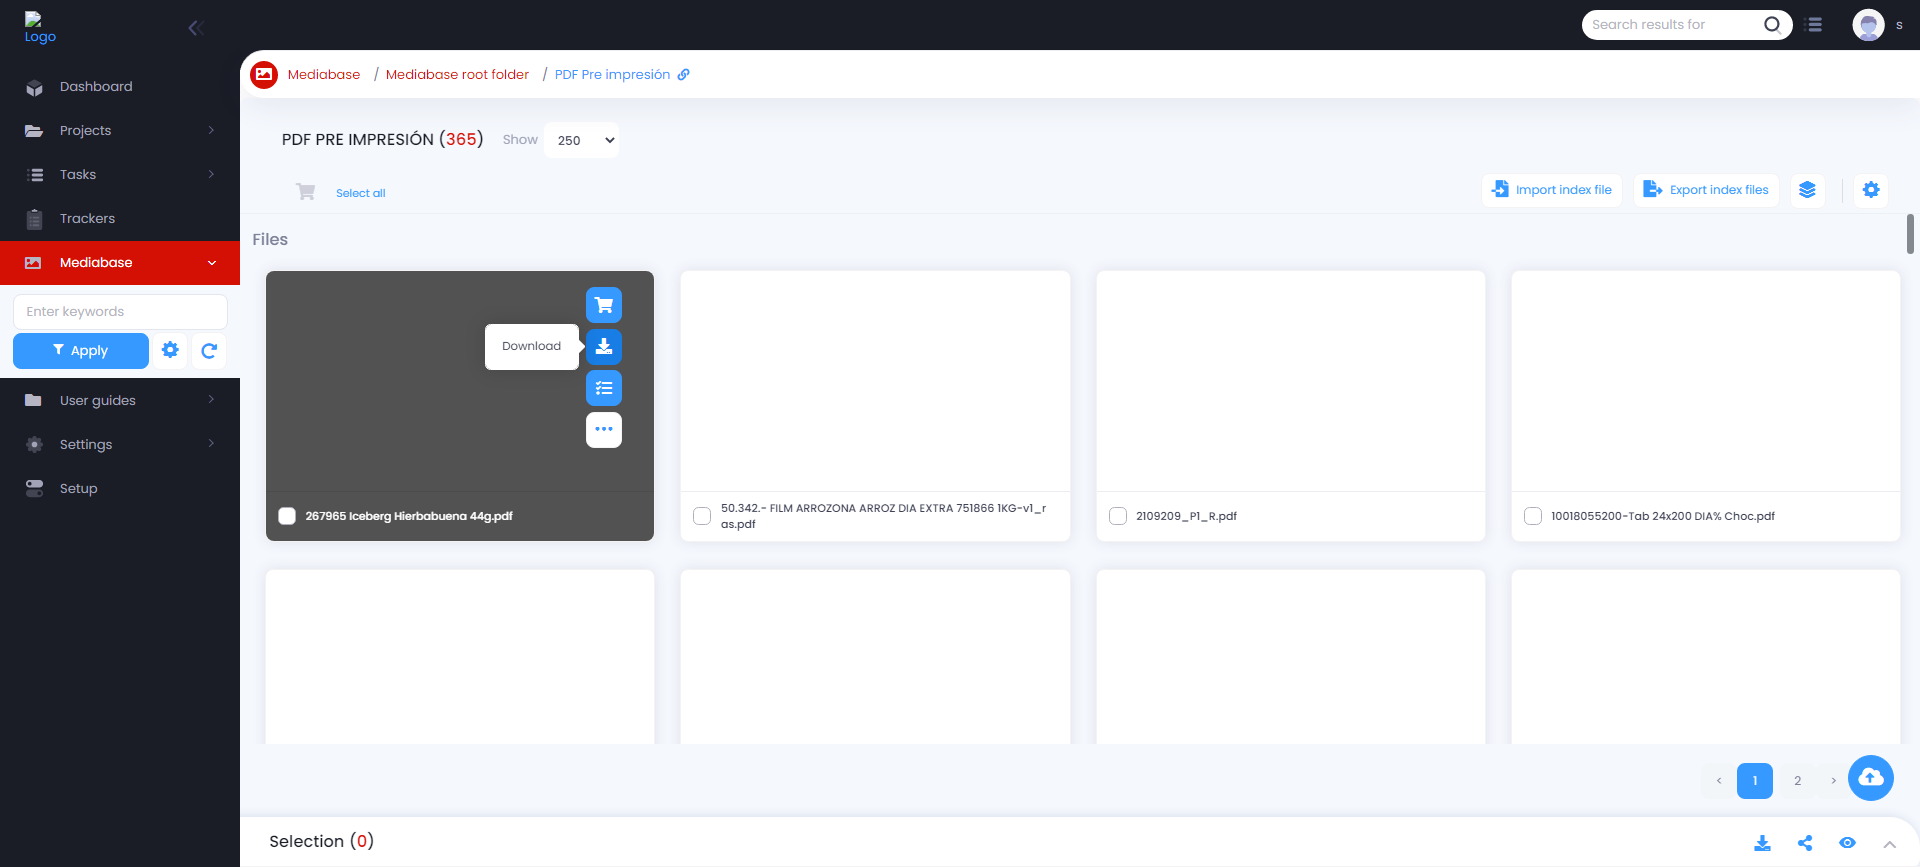 Logo
Search results for
s
Dashboard
Projects
Tasks
Trackers
Mediabase
Enter keywords
Apply
User guides
Settings
Setup
Mediabase / Mediabase root folder / PDF Pre impresión
PDF PRE IMPRESIÓN (365) Show 250
Select all
Import index file
Export index files
Files
Download
267965 Iceberg Hierbabuena 44g.pdf
50.342.- FILM ARROZONA ARROZ DIA EXTRA 751866 1KG-v1_r
as.pdf
2109209_P1_R.pdf
10018055200-Tab 24x200 DIA% Choc.pdf
< 1 2 >
Selection (0)